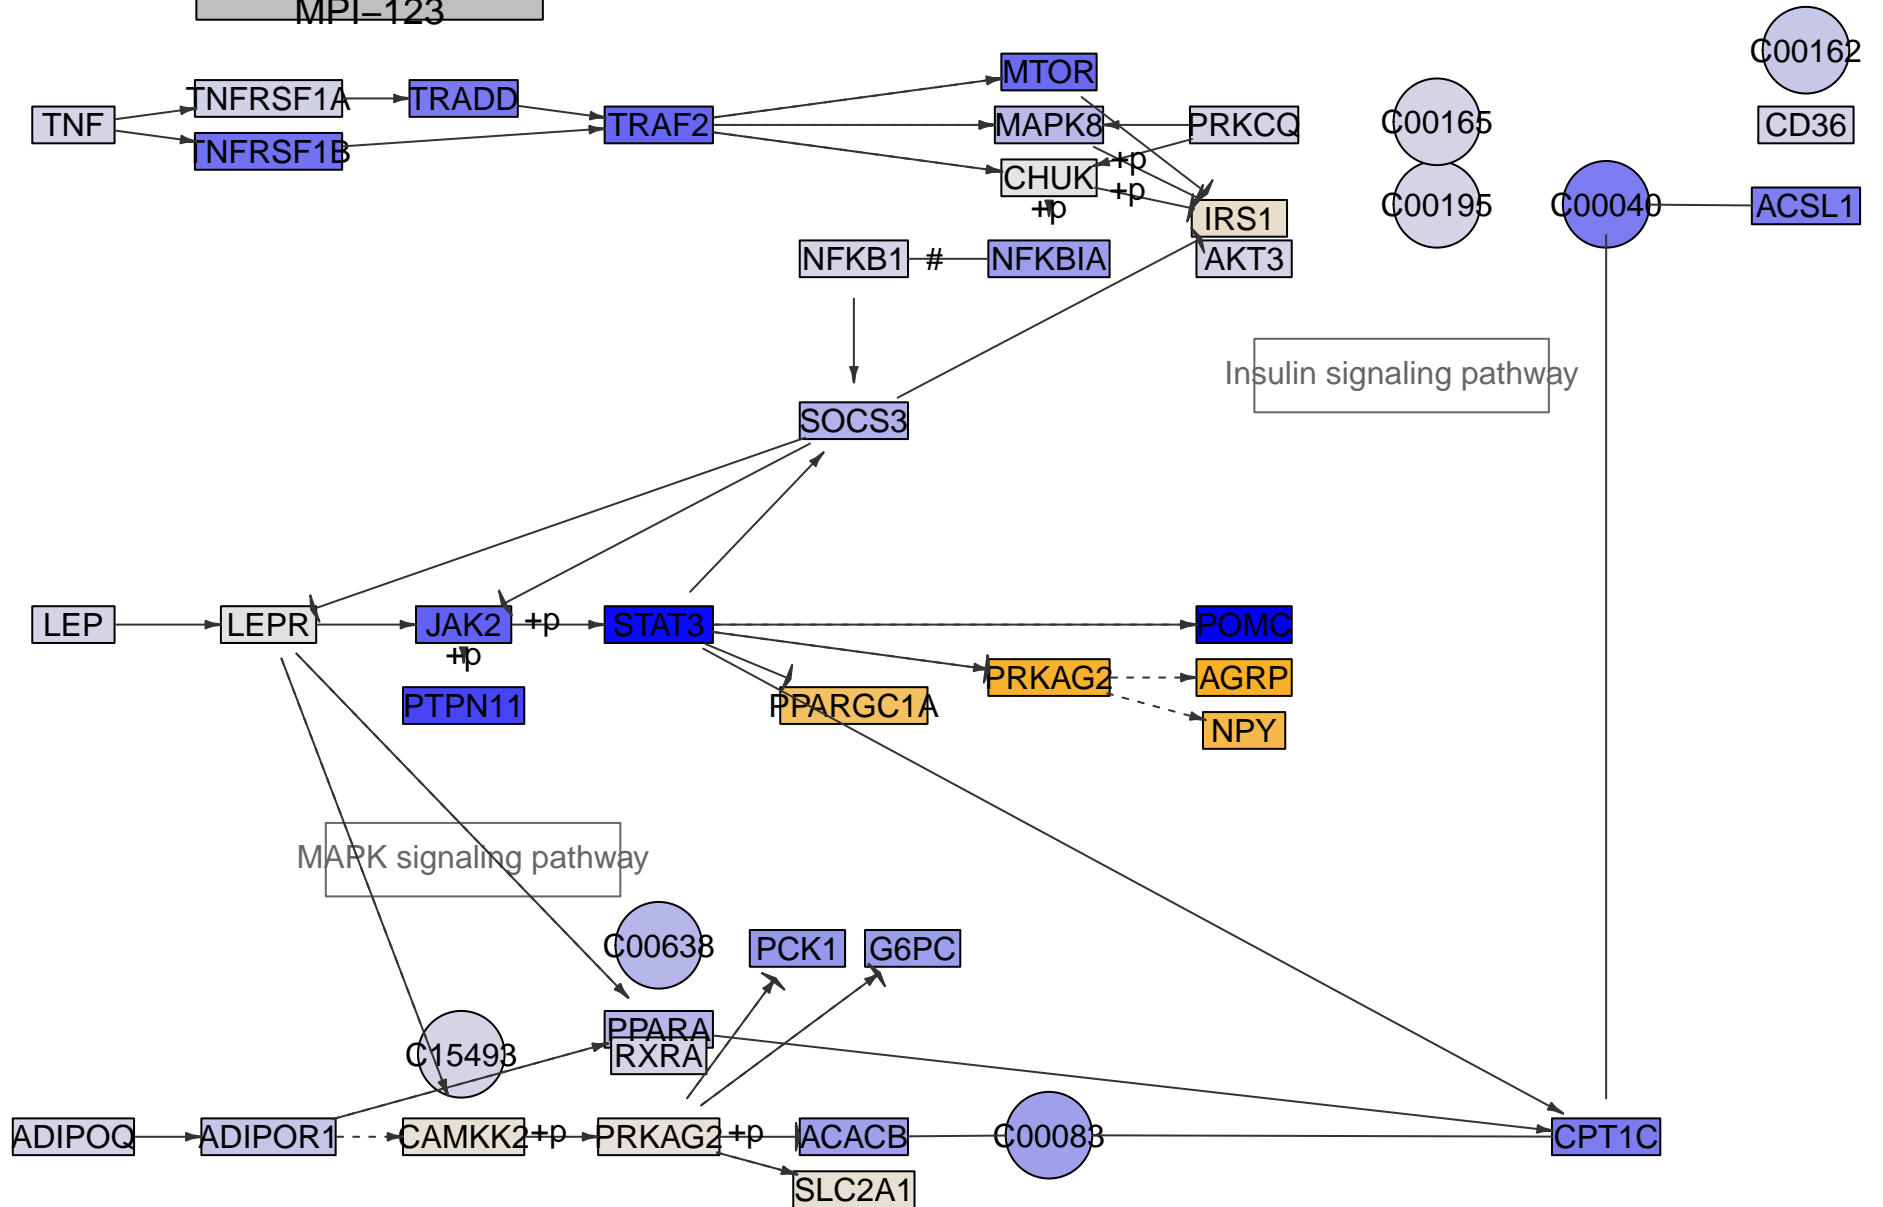 MPI–123
C00162
TNF
TNFRSF1A
TRADD
TNFRSF1B
TRAF2
MTOR
MAPK8
PRKCQ
CHUK
+p
+p
+p
IRS1
AKT3
C00165
C00195
C00040
CD36
ACSL1
NFKB1
#
NFKBIA
Insulin signaling pathway
SOCS3
LEP
LEPR
JAK2
+p
STAT3
POMC
+p
PTPN11
PPARGC1A
PRKAG2
AGRP
NPY
MAPK signaling pathway
C00638
PCK1
G6PC
C15493
PPARA
RXRA
ADIPOQ
ADIPOR1
CAMKK2
+p
PRKAG2
+p
ACACB
C00083
CPT1C
SLC2A1